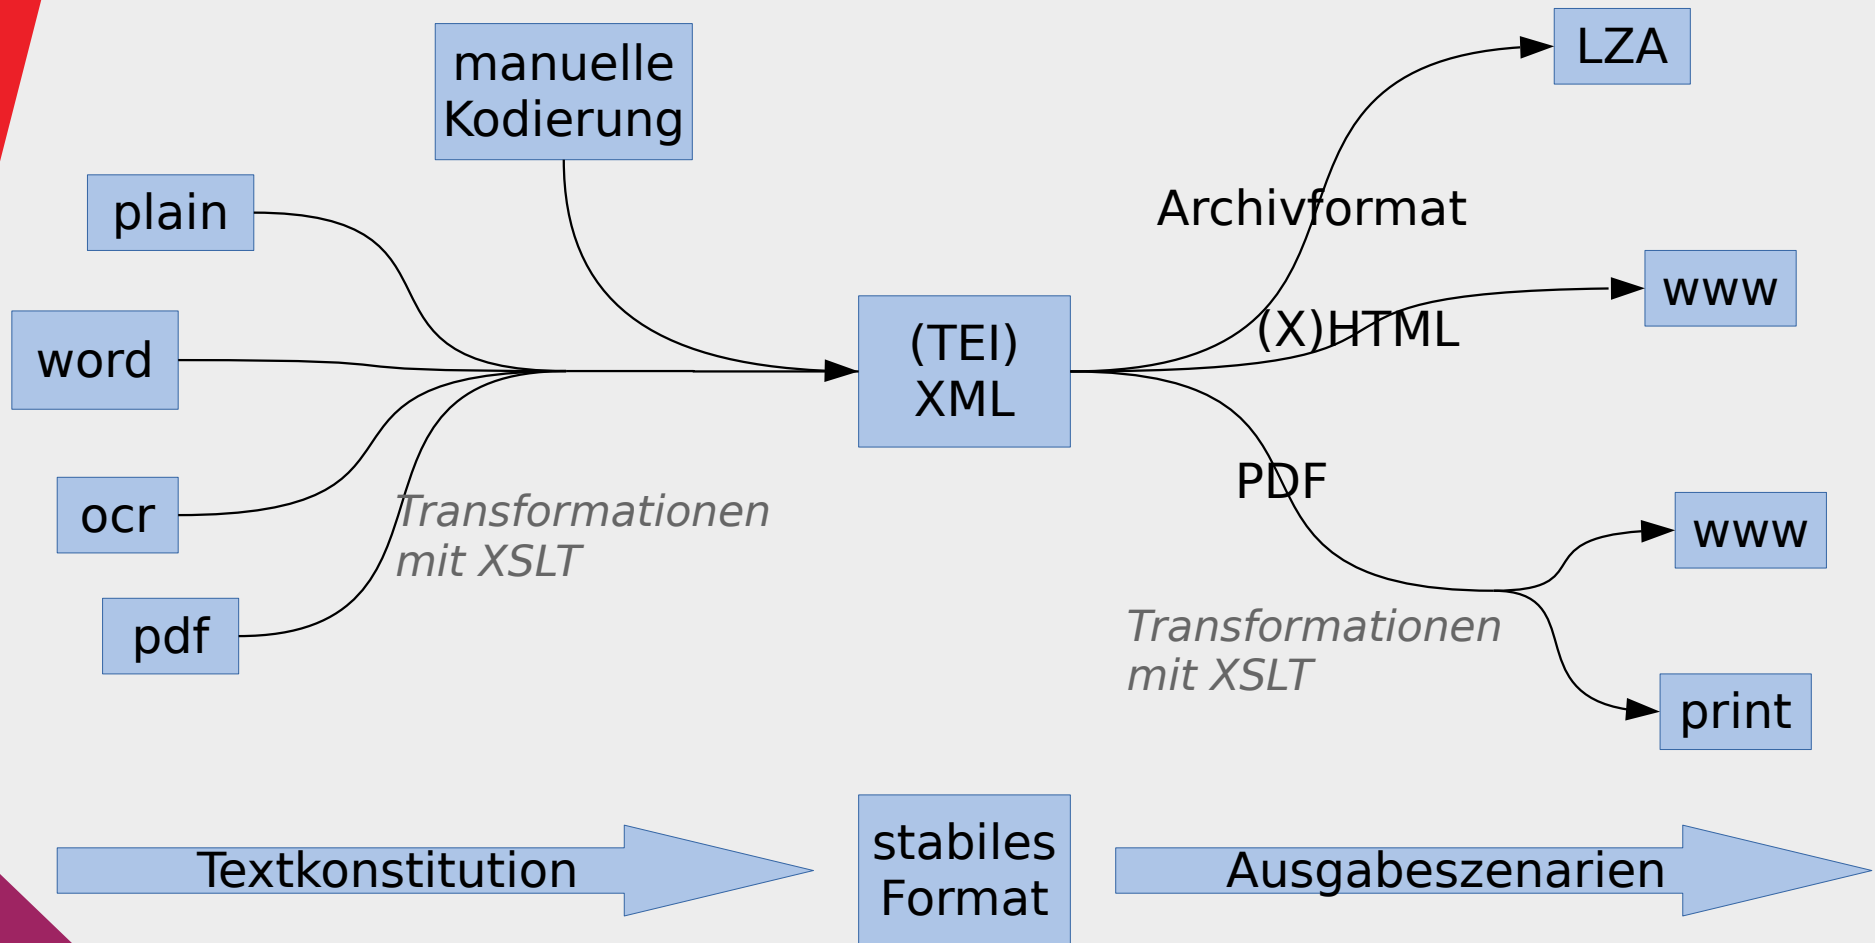 manuelle
Kodierung
LZA
plain
Archivformat
www
word
(TEI)
XML
(X)HTML
ocr
Transformationen
mit XSLT
PDF
www
pdf
Transformationen
mit XSLT
print
Textkonstitution
stabiles
Format
Ausgabeszenarien